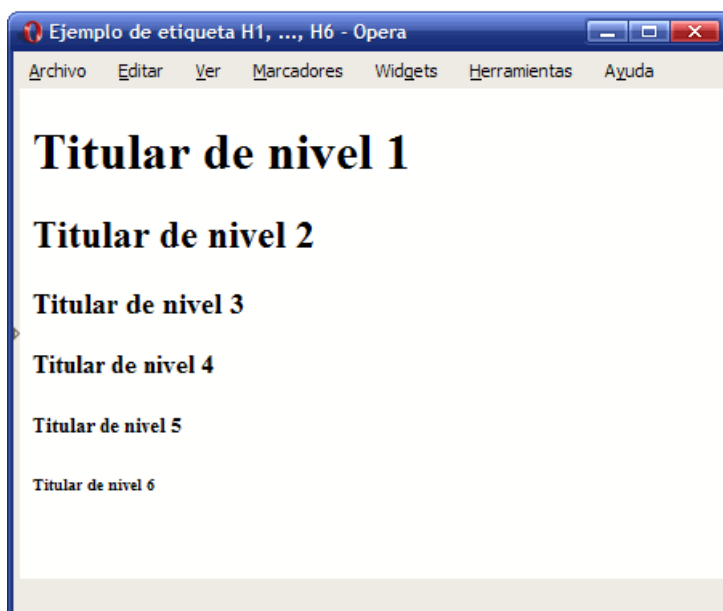 Ejemplo de etiqueta H1, ..., H6 - Opera
Archivo Editar Ver Marcadores Widgets Herramientas Ayuda
Titular de nivel 1
Titular de nivel 2
Titular de nivel 3
Titular de nivel 4
Titular de nivel 5
Titular de nivel 6